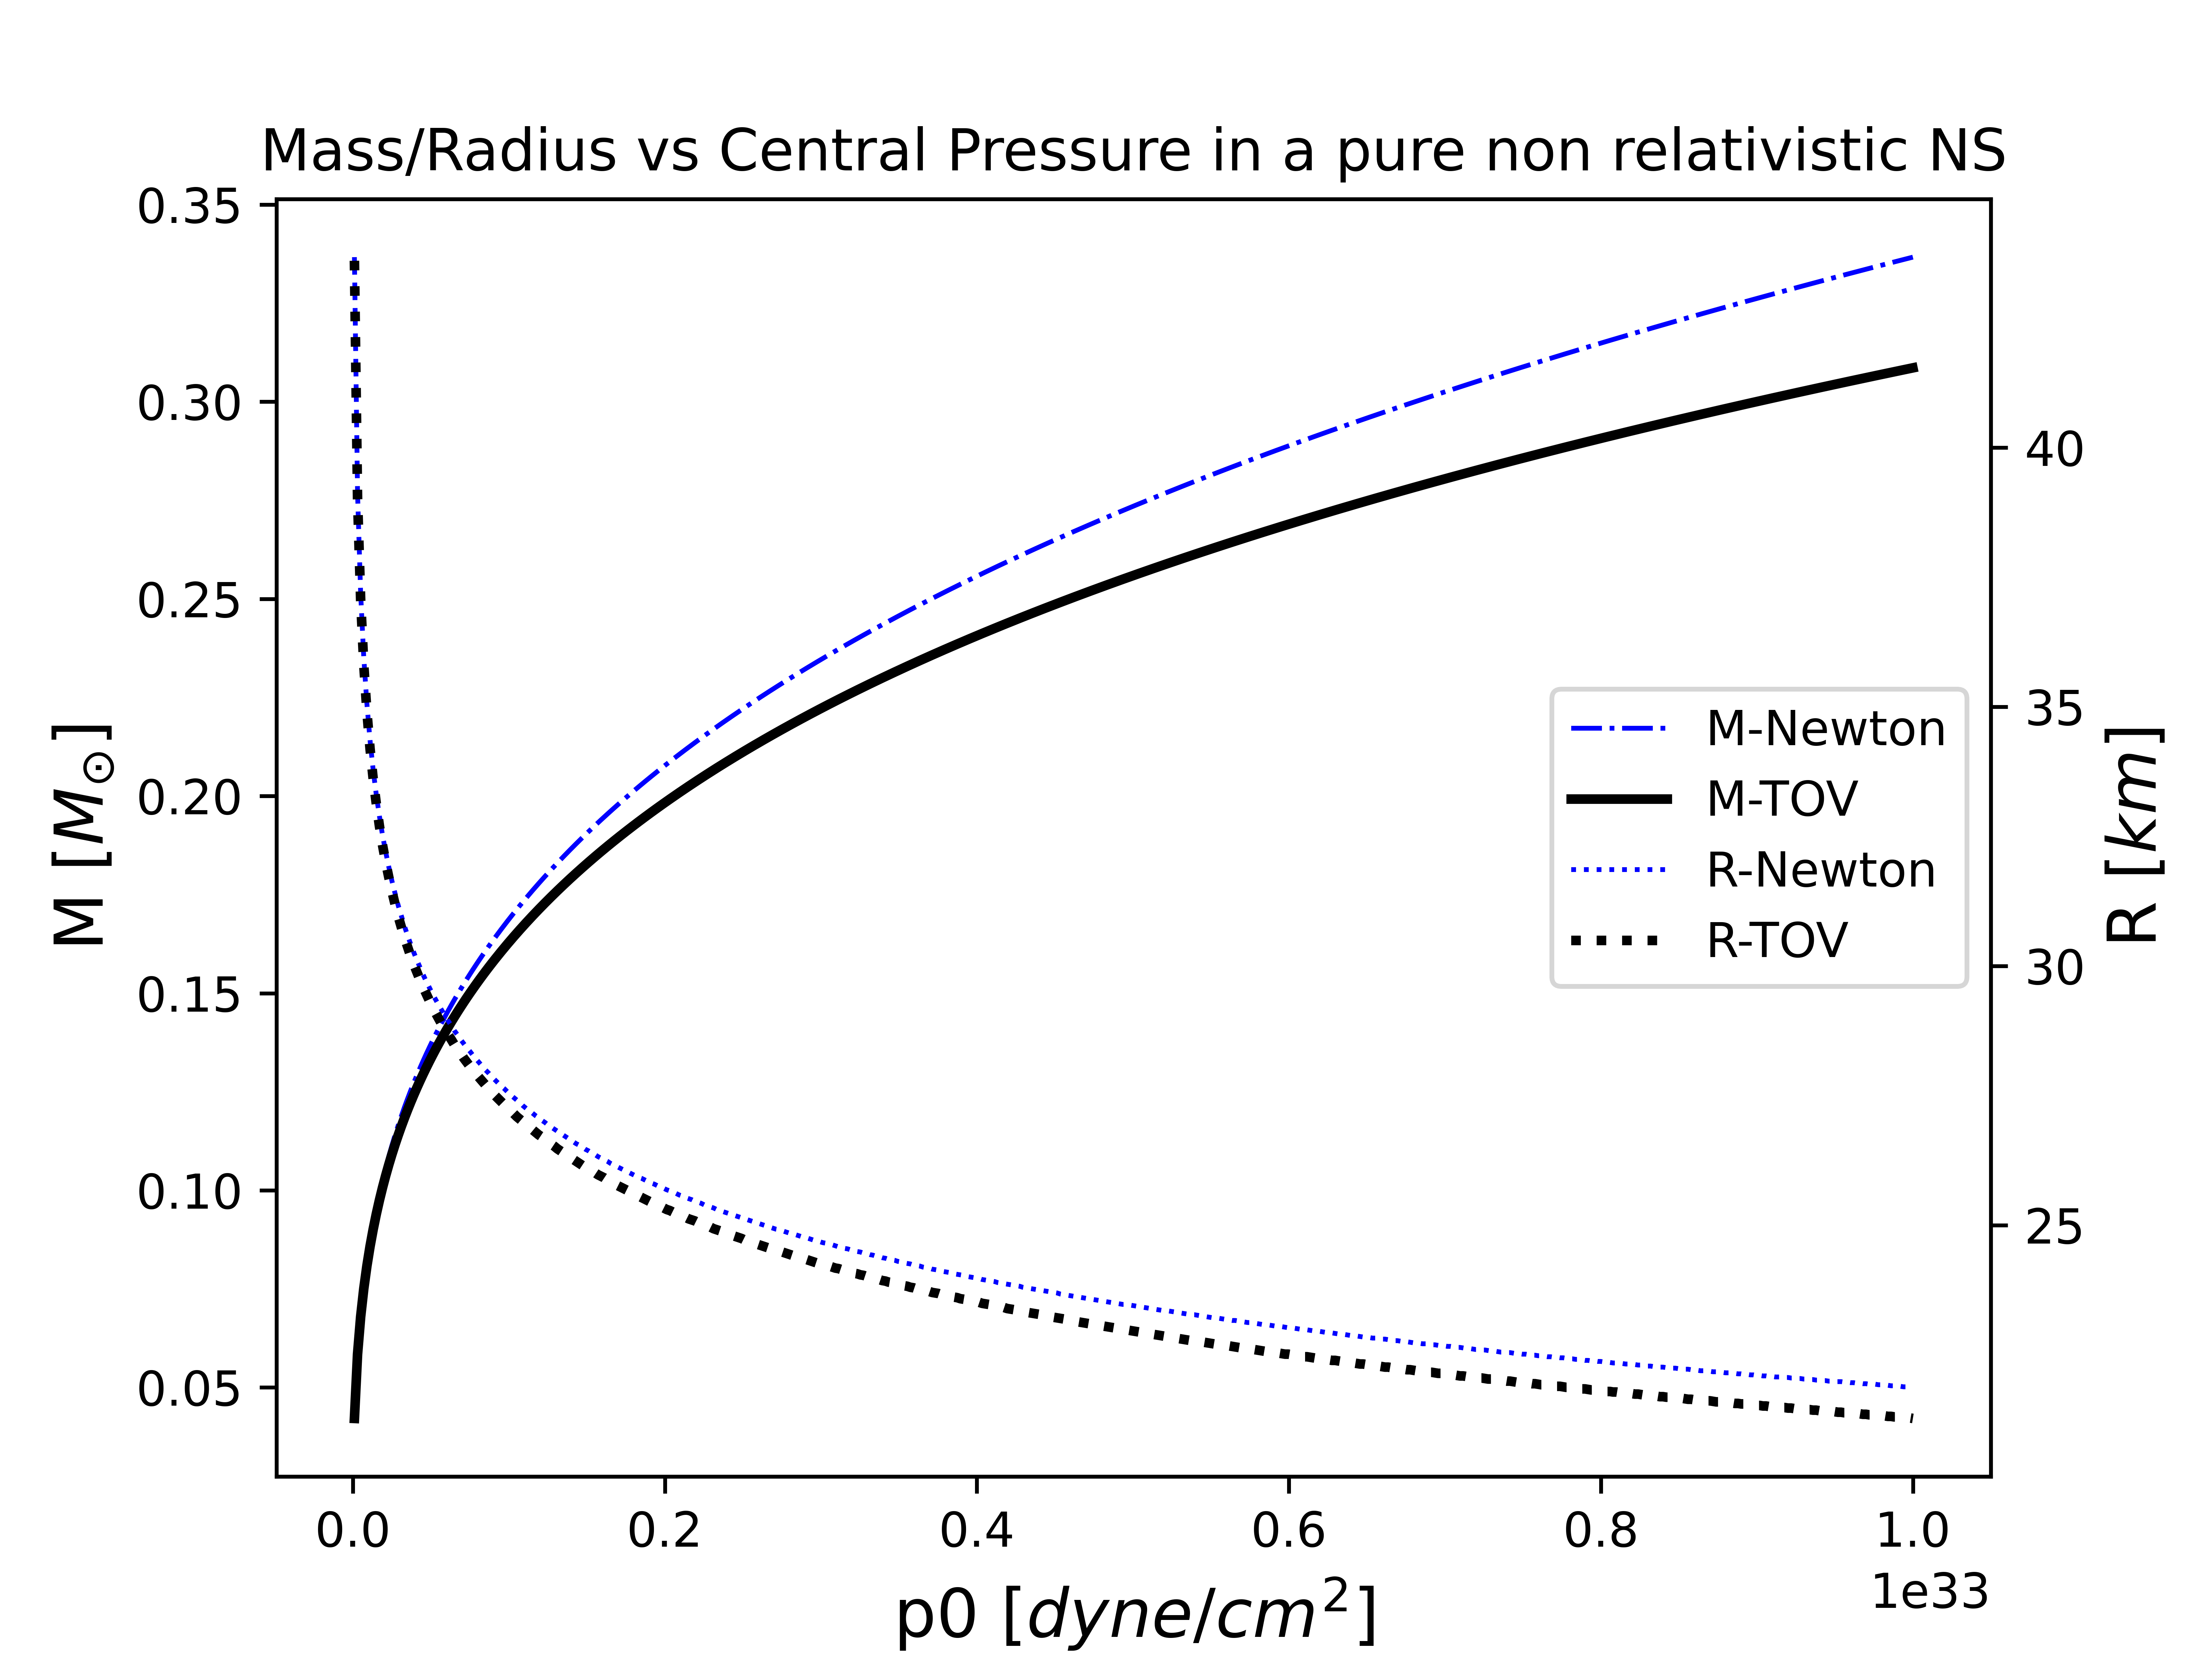 Mass/Radius vs Central Pressure in a pure non relativistic NS
M [M⊙]
0.35
0.30
0.25
0.20
0.15
0.10
0.05
40
35
30
25
R [km]
M-Newton
M-TOV
R-Newton
R-TOV
0.0 0.2 0.4 0.6 0.8 1.0
1e33
p0 [dyne/cm²]